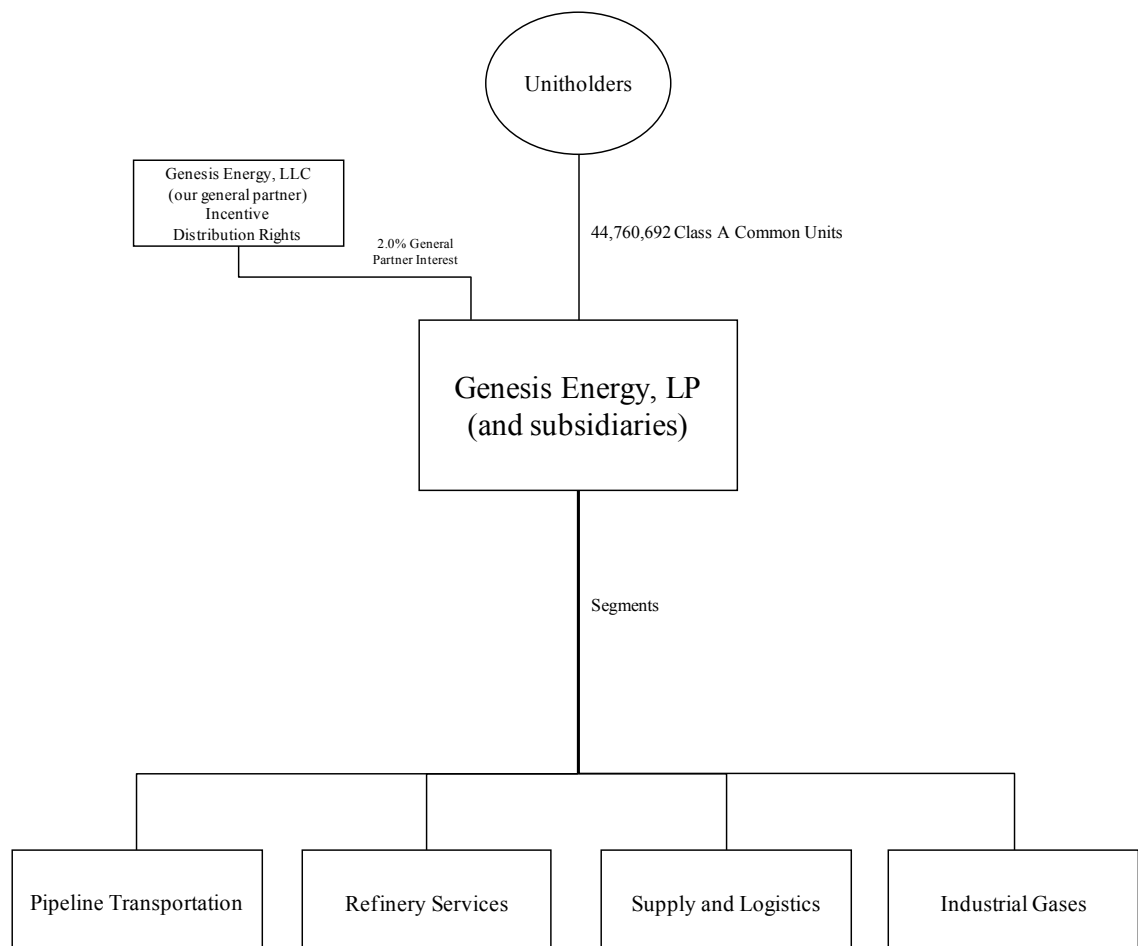 Unitholders
Genesis Energy, LLC
(our general partner)
Incentive
Distribution Rights
2.0% General
Partner Interest
44,760,692 Class A Common Units
Genesis Energy, LP
(and subsidiaries)
Segments
Pipeline Transportation
Refinery Services
Supply and Logistics
Industrial Gases